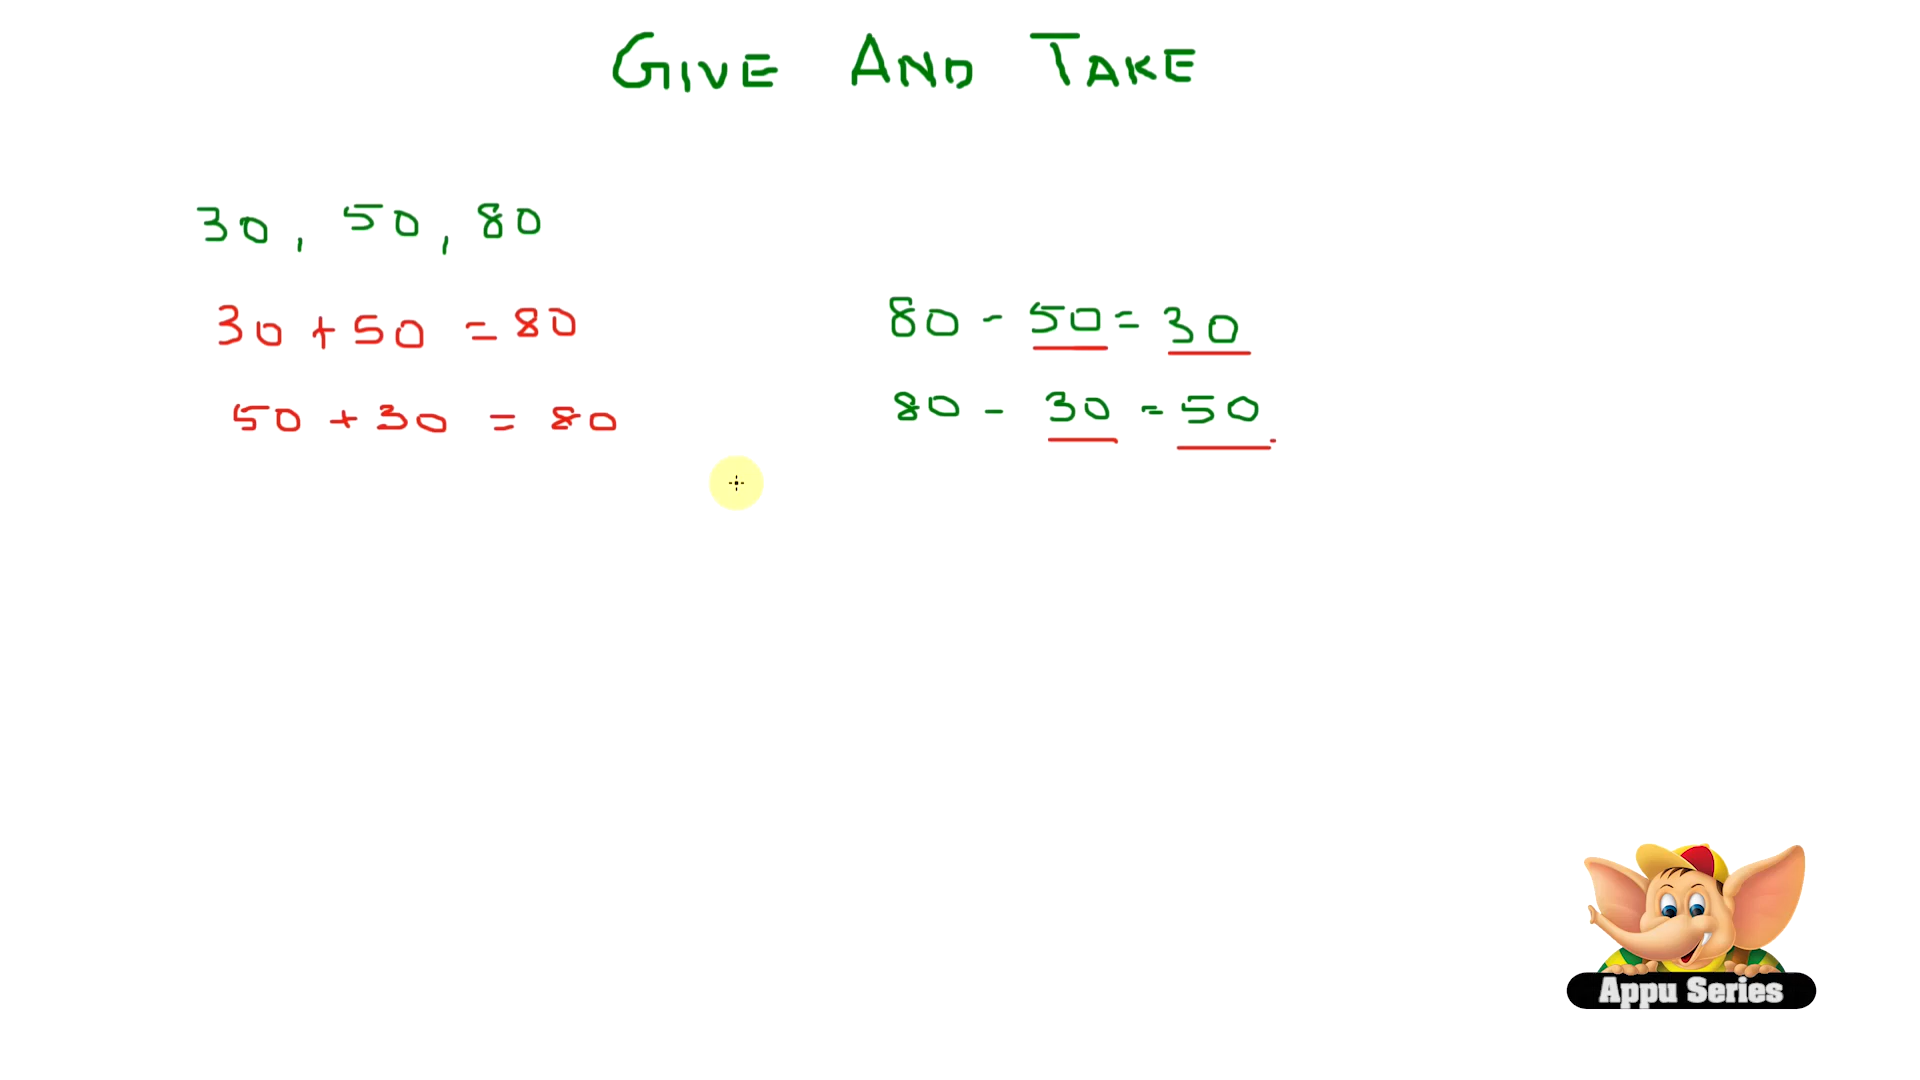 GIVE AND TAKE
30, 50, 80
30 + 50 = 80
50 + 30 = 80
80 - 50 = 30
80 - 30 = 50
Appu Series